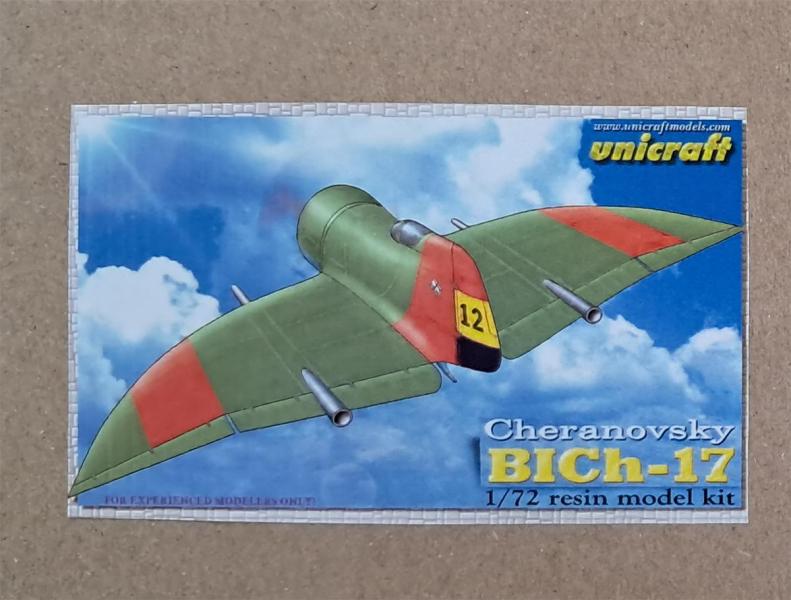 www.unicraftmodels.com
unicraft
12
Cheranovsky
BICh-17
1/72 resin model kit
FOR EXPERIENCED MODELLERS ONLY!